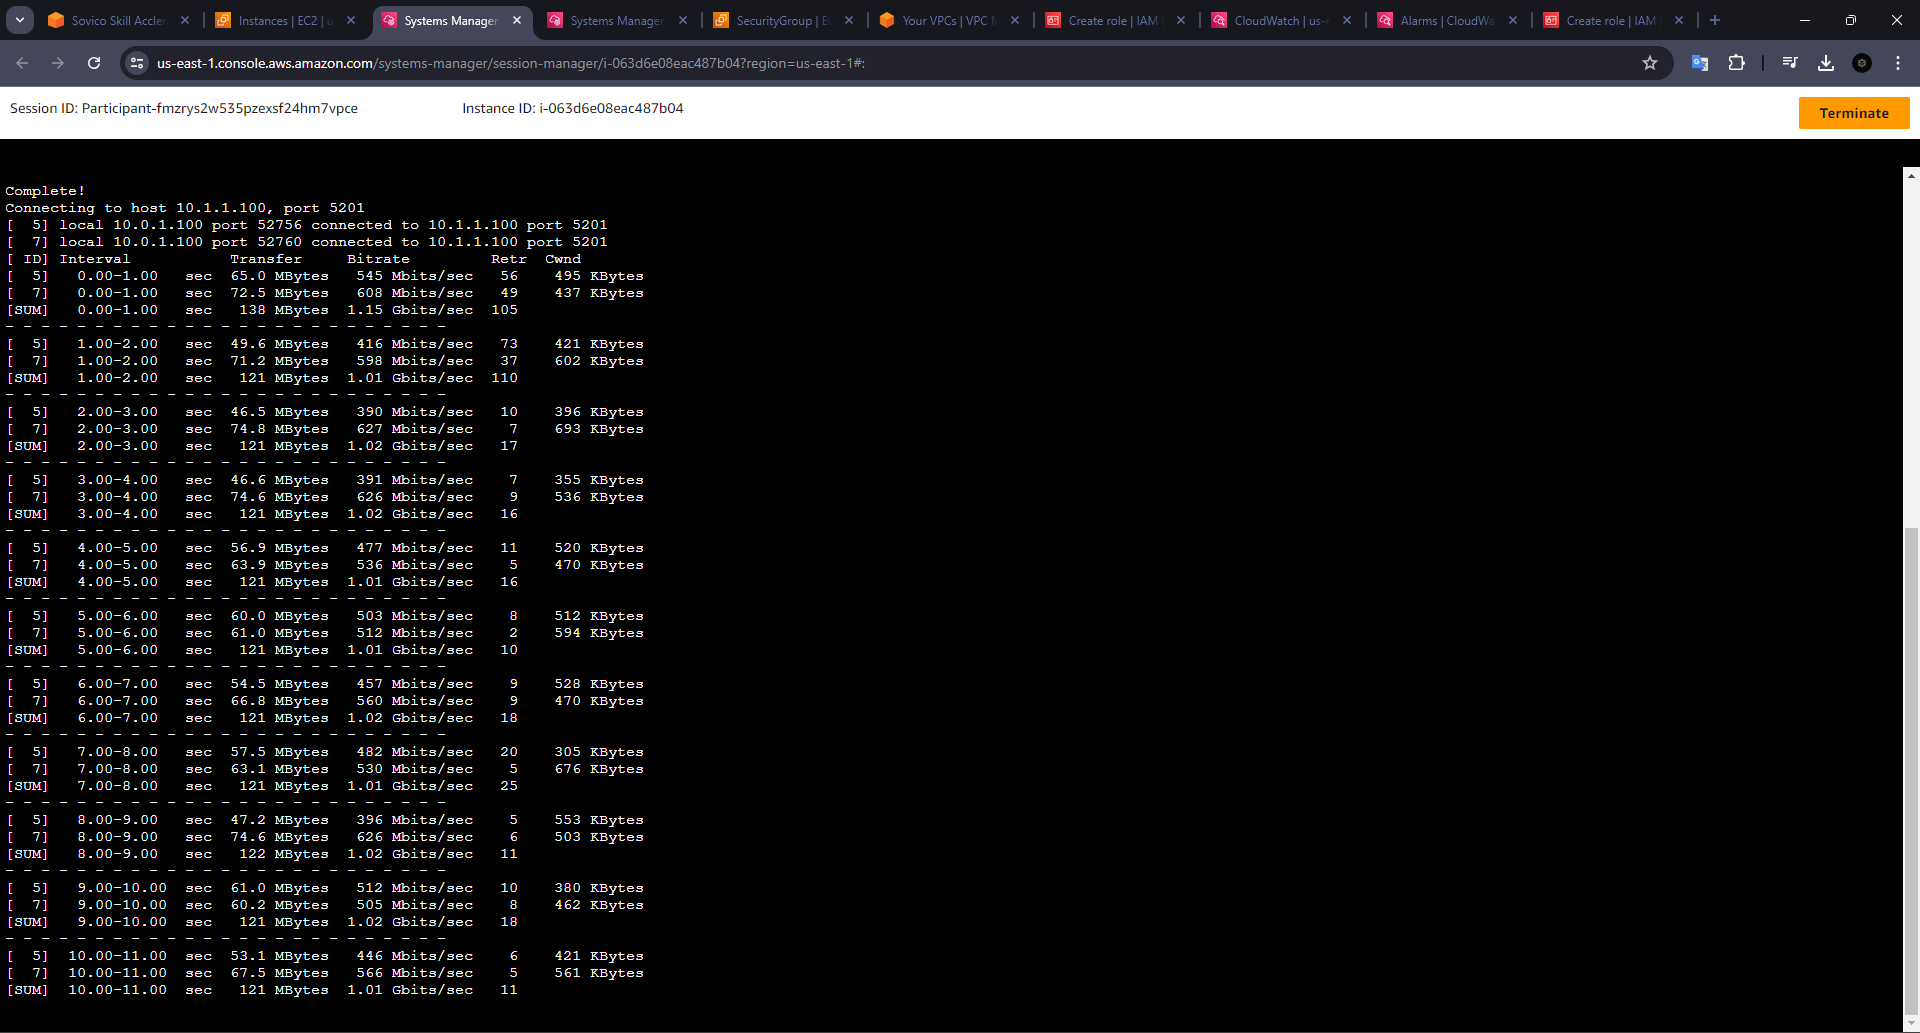 Sovico Skill Accler
Instances | EC2 | u
Systems Manager
Systems Manager
SecurityGroup | EC
Your VPCs | VPC M
Create role | IAM
CloudWatch | us-e
Alarms | CloudWa
Create role | IAM
us-east-1.console.aws.amazon.com/systems-manager/session-manager/i-063d6e08eac487b04?region=us-east-1#:
Session ID: Participant-fmzrys2w535pzexsf24hm7vpce
Instance ID: i-063d6e08eac487b04
Terminate
Complete!
Connecting to host 10.1.1.100, port 5201
[  5] local 10.0.1.100 port 52756 connected to 10.1.1.100 port 5201
[  7] local 10.0.1.100 port 52760 connected to 10.1.1.100 port 5201
[ ID] Interval           Transfer     Bitrate         Retr  Cwnd
[  5]   0.00-1.00   sec  65.0 MBytes   545 Mbits/sec   56    495 KBytes
[  7]   0.00-1.00   sec  72.5 MBytes   608 Mbits/sec   49    437 KBytes
[SUM]   0.00-1.00   sec   138 MBytes  1.15 Gbits/sec  105
- - - - - - - - - - - - - - - - - - - - - - - - -
[  5]   1.00-2.00   sec  49.6 MBytes   416 Mbits/sec   73    421 KBytes
[  7]   1.00-2.00   sec  71.2 MBytes   598 Mbits/sec   37    602 KBytes
[SUM]   1.00-2.00   sec   121 MBytes  1.01 Gbits/sec  110
- - - - - - - - - - - - - - - - - - - - - - - - -
[  5]   2.00-3.00   sec  46.5 MBytes   390 Mbits/sec   10    396 KBytes
[  7]   2.00-3.00   sec  74.8 MBytes   627 Mbits/sec    7    693 KBytes
[SUM]   2.00-3.00   sec   121 MBytes  1.02 Gbits/sec   17
- - - - - - - - - - - - - - - - - - - - - - - - -
[  5]   3.00-4.00   sec  46.6 MBytes   391 Mbits/sec    7    355 KBytes
[  7]   3.00-4.00   sec  74.6 MBytes   626 Mbits/sec    9    536 KBytes
[SUM]   3.00-4.00   sec   121 MBytes  1.02 Gbits/sec   16
- - - - - - - - - - - - - - - - - - - - - - - - -
[  5]   4.00-5.00   sec  56.9 MBytes   477 Mbits/sec   11    520 KBytes
[  7]   4.00-5.00   sec  63.9 MBytes   536 Mbits/sec    5    470 KBytes
[SUM]   4.00-5.00   sec   121 MBytes  1.01 Gbits/sec   16
- - - - - - - - - - - - - - - - - - - - - - - - -
[  5]   5.00-6.00   sec  60.0 MBytes   503 Mbits/sec    8    512 KBytes
[  7]   5.00-6.00   sec  61.0 MBytes   512 Mbits/sec    2    594 KBytes
[SUM]   5.00-6.00   sec   121 MBytes  1.01 Gbits/sec   10
- - - - - - - - - - - - - - - - - - - - - - - - -
[  5]   6.00-7.00   sec  54.5 MBytes   457 Mbits/sec    9    528 KBytes
[  7]   6.00-7.00   sec  66.8 MBytes   560 Mbits/sec    9    470 KBytes
[SUM]   6.00-7.00   sec   121 MBytes  1.02 Gbits/sec   18
- - - - - - - - - - - - - - - - - - - - - - - - -
[  5]   7.00-8.00   sec  57.5 MBytes   482 Mbits/sec   20    305 KBytes
[  7]   7.00-8.00   sec  63.1 MBytes   530 Mbits/sec    5    676 KBytes
[SUM]   7.00-8.00   sec   121 MBytes  1.01 Gbits/sec   25
- - - - - - - - - - - - - - - - - - - - - - - - -
[  5]   8.00-9.00   sec  47.2 MBytes   396 Mbits/sec    5    553 KBytes
[  7]   8.00-9.00   sec  74.6 MBytes   626 Mbits/sec    6    503 KBytes
[SUM]   8.00-9.00   sec   122 MBytes  1.02 Gbits/sec   11
- - - - - - - - - - - - - - - - - - - - - - - - -
[  5]   9.00-10.00  sec  61.0 MBytes   512 Mbits/sec   10    380 KBytes
[  7]   9.00-10.00  sec  60.2 MBytes   505 Mbits/sec    8    462 KBytes
[SUM]   9.00-10.00  sec   121 MBytes  1.02 Gbits/sec   18
- - - - - - - - - - - - - - - - - - - - - - - - -
[  5]  10.00-11.00  sec  53.1 MBytes   446 Mbits/sec    6    421 KBytes
[  7]  10.00-11.00  sec  67.5 MBytes   566 Mbits/sec    5    561 KBytes
[SUM]  10.00-11.00  sec   121 MBytes  1.01 Gbits/sec   11